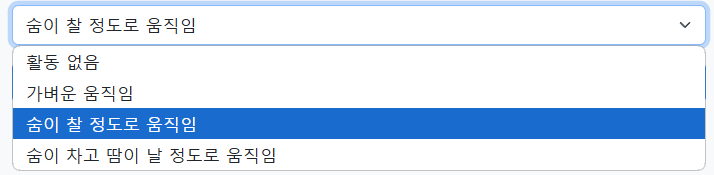 숨이 찰 정도로 움직임
활동 없음
가벼운 움직임
숨이 찰 정도로 움직임
숨이 차고 땀이 날 정도로 움직임